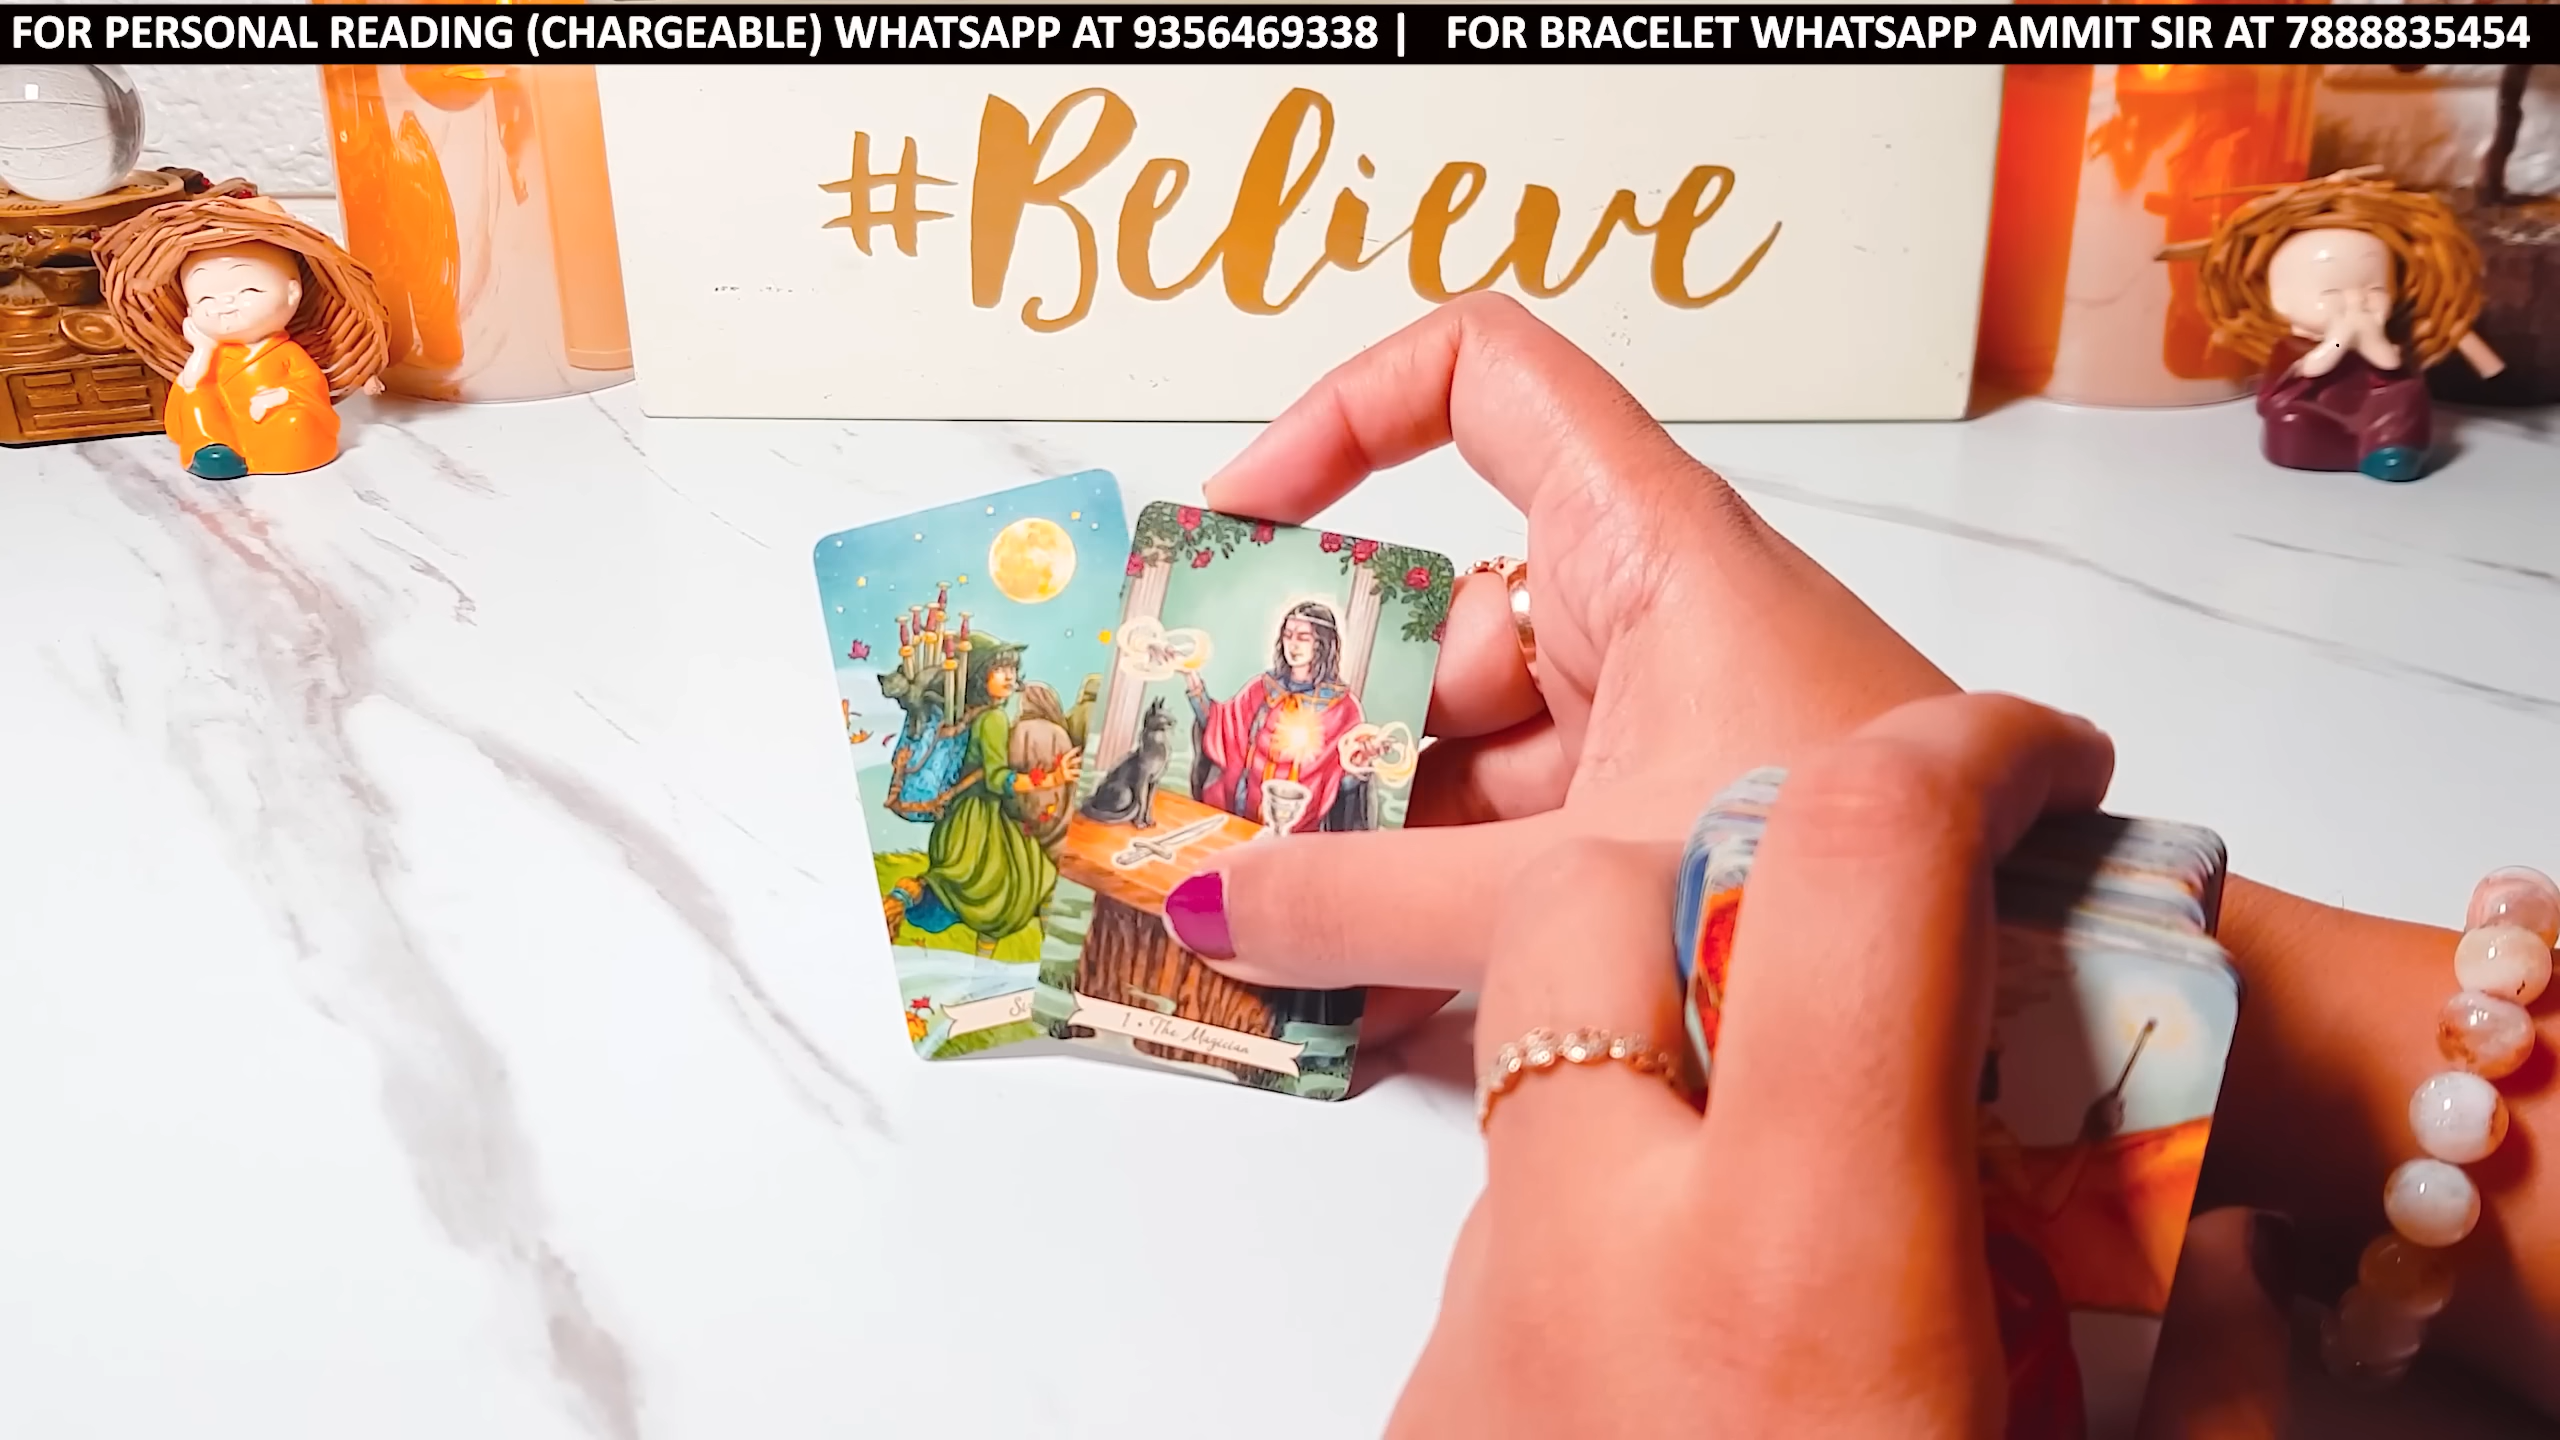 FOR PERSONAL READING (CHARGEABLE) WHATSAPP AT 9356469338 | FOR BRACELET WHATSAPP AMMIT SIR AT 7888835454
#Believe
1 • The Magician